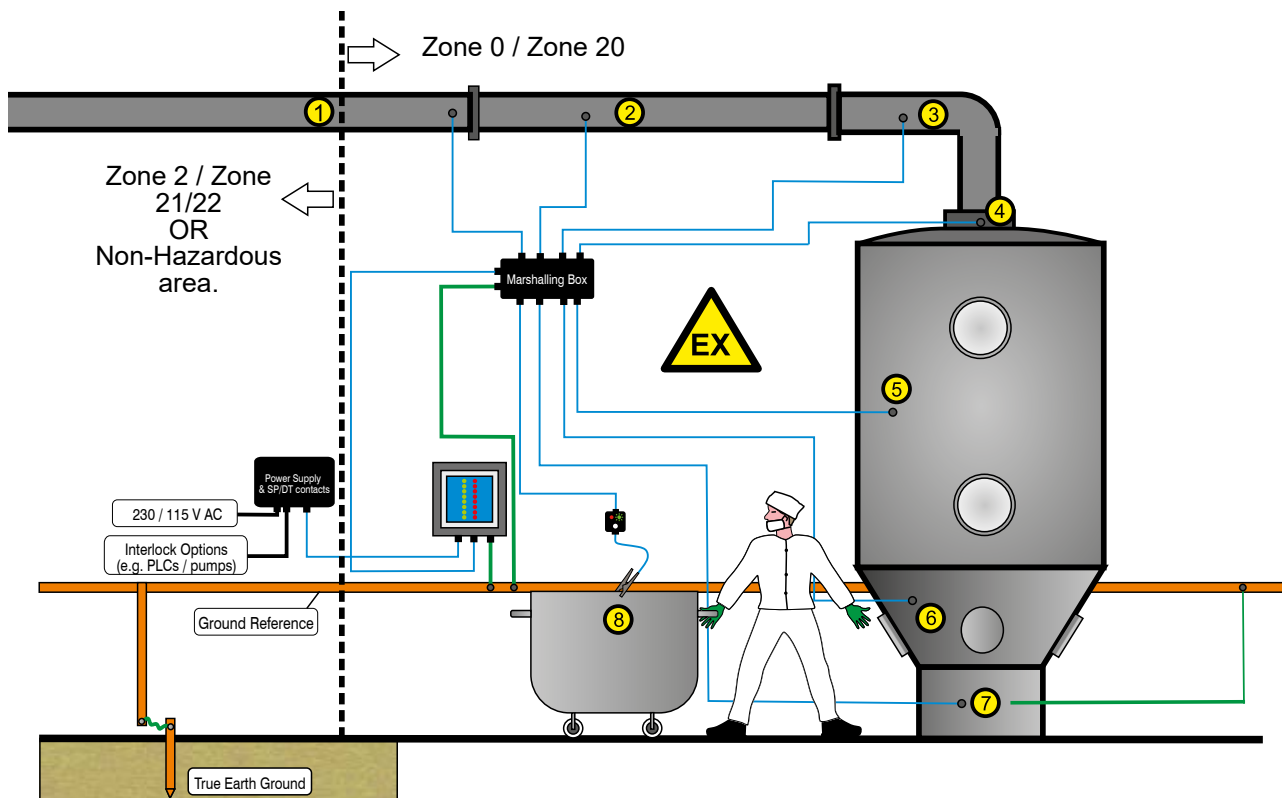 Zone 0 / Zone 20
1
2
3
Zone 2 / Zone
21/22
OR
Non-Hazardous
area.
4
Marshalling Box
EX
5
Power Supply
& SP/DT contacts
230 / 115 V AC
Interlock Options
(e.g. PLCs / pumps)
Ground Reference
8
6
7
True Earth Ground